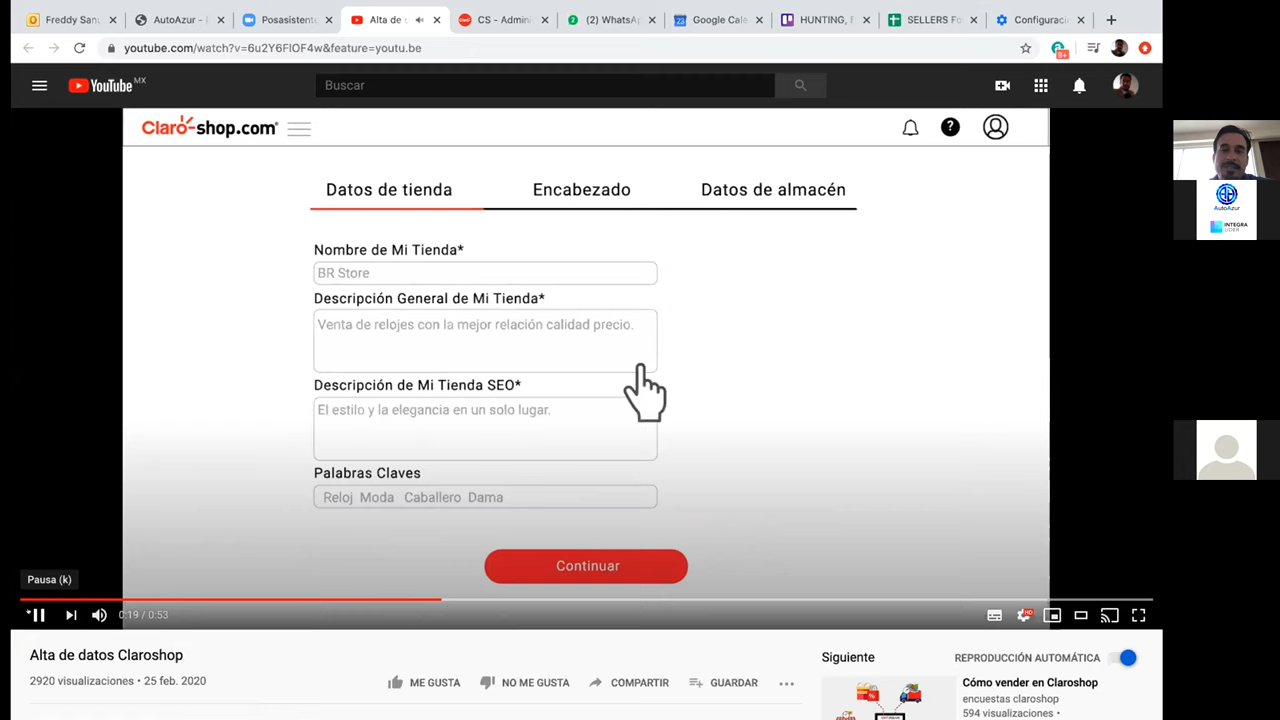 Freddy San
AutoAzur -
Posasistente
Alta de
CS - Admini
(2) WhatsA
Google Cale
HUNTING,
SELLERS Fo
Configuraci
youtube.com/watch?v=6u2Y6FlOF4w&feature=youtu.be
YouTube MX
Buscar
Claro-shop.com
Datos de tienda
Encabezado
Datos de almacén
Nombre de Mi Tienda*
BR Store
Descripción General de Mi Tienda*
Venta de relojes con la mejor relación calidad precio.
Descripción de Mi Tienda SEO*
El estilo y la elegancia en un solo lugar.
Palabras Claves
Reloj Moda Caballero Dama
Continuar
Pausa (k)
0:19 / 0:53
HD
Alta de datos Claroshop
2920 visualizaciones • 25 feb. 2020
ME GUSTA
NO ME GUSTA
COMPARTIR
GUARDAR
Siguiente
REPRODUCCIÓN AUTOMÁTICA
Cómo vender en Claroshop
encuestas claroshop
594 visualizaciones •
AutoAzur
INTEGRA
LIDER